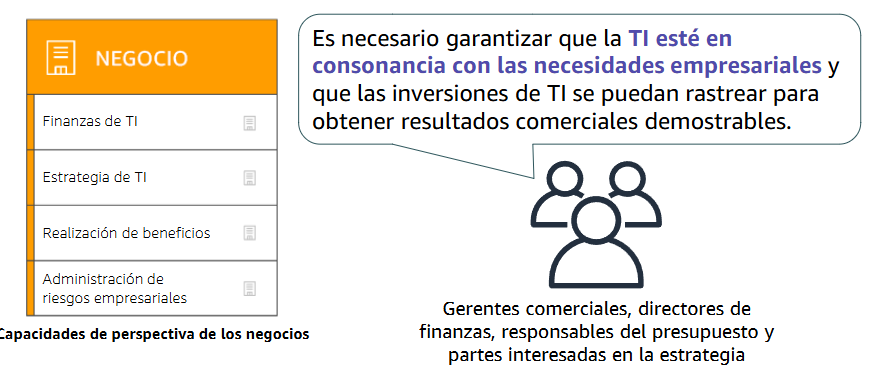 NEGOCIO
Finanzas de TI
Estrategia de TI
Realización de beneficios
Administración de
riesgos empresariales
Capacidades de perspectiva de los negocios
Es necesario garantizar que la TI esté en
consonancia con las necesidades empresariales y
que las inversiones de TI se puedan rastrear para
obtener resultados comerciales demostrables.
Gerentes comerciales, directores de
finanzas, responsables del presupuesto y
partes interesadas en la estrategia